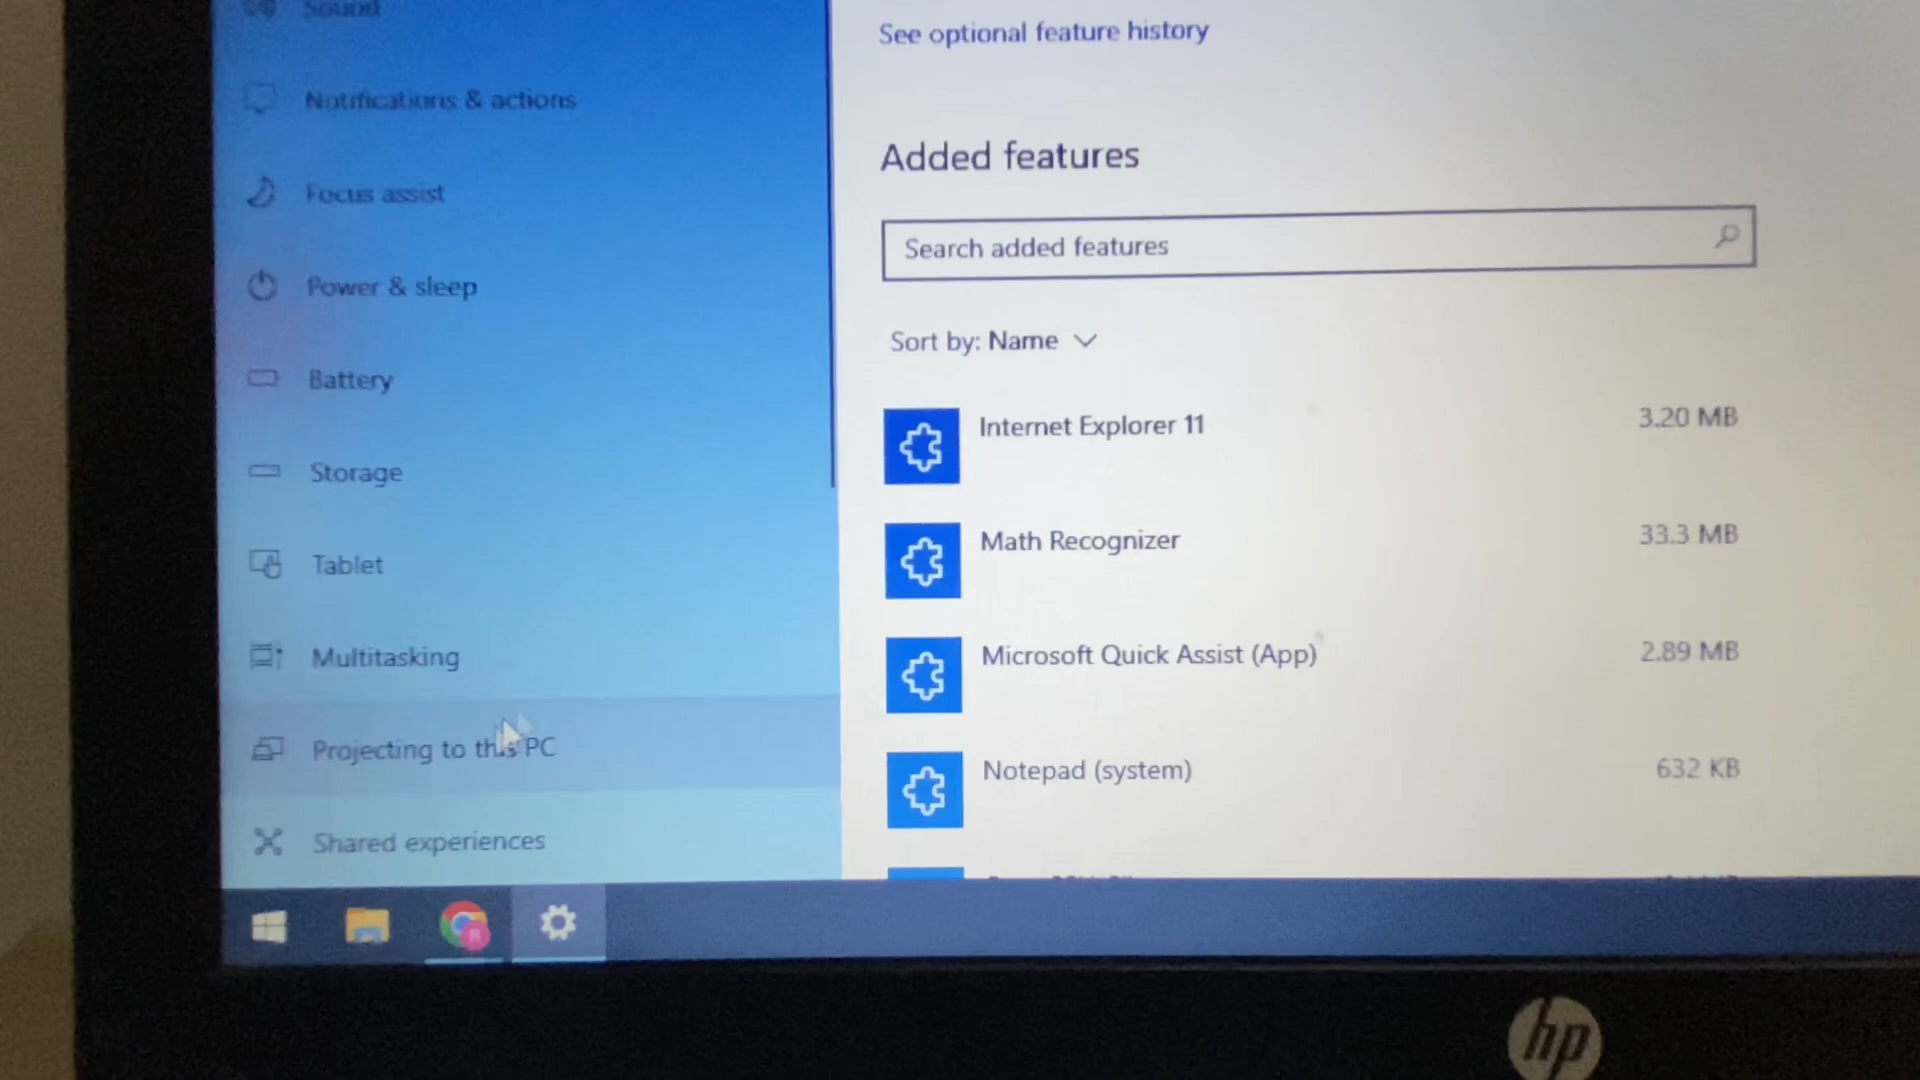 Sound
Notifications & actions
Focus assist
Power & sleep
Battery
Storage
Tablet
Multitasking
Projecting to this PC
Shared experiences
See optional feature history
Added features
Search added features
Sort by: Name
Internet Explorer 11
3.20 MB
Math Recognizer
33.3 MB
Microsoft Quick Assist (App)
2.89 MB
Notepad (system)
632 KB
hp